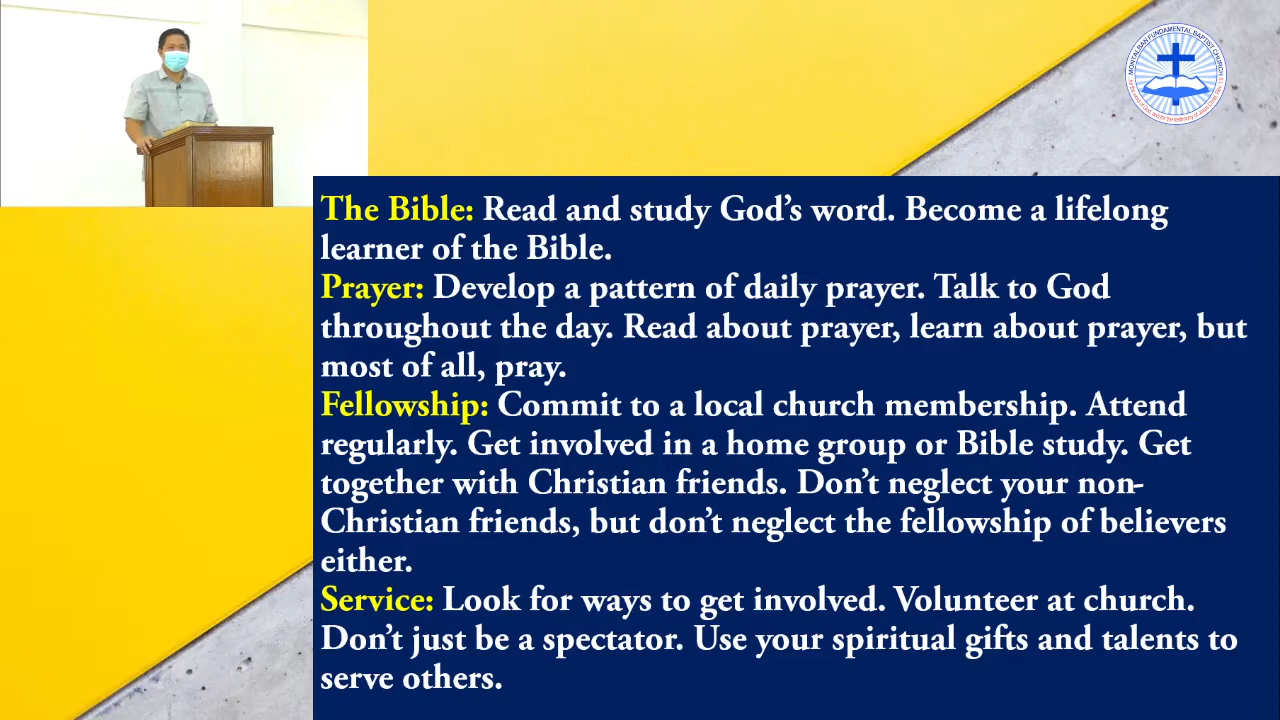 MONTALBAN FUNDAMENTAL BAPTIST CHURCH
The Bible: Read and study God’s word. Become a lifelong
learner of the Bible.
Prayer: Develop a pattern of daily prayer. Talk to God
throughout the day. Read about prayer, learn about prayer, but
most of all, pray.
Fellowship: Commit to a local church membership. Attend
regularly. Get involved in a home group or Bible study. Get
together with Christian friends. Don’t neglect your non-
Christian friends, but don’t neglect the fellowship of believers
either.
Service: Look for ways to get involved. Volunteer at church.
Don’t just be a spectator. Use your spiritual gifts and talents to
serve others.